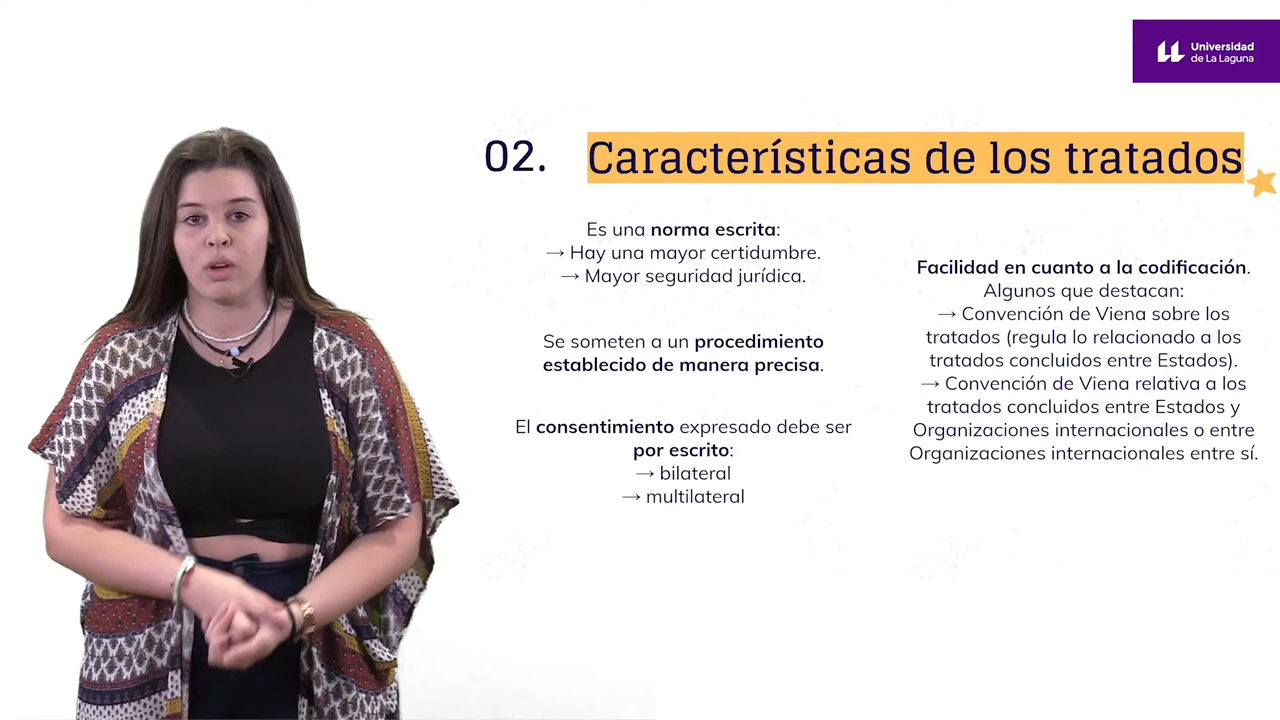 Universidad
de La Laguna
02. Características de los tratados
Es una norma escrita:
→ Hay una mayor certidumbre.
→ Mayor seguridad jurídica.
Se someten a un procedimiento
establecido de manera precisa.
El consentimiento expresado debe ser
por escrito:
→ bilateral
→ multilateral
Facilidad en cuanto a la codificación.
Algunos que destacan:
→ Convención de Viena sobre los
tratados (regula lo relacionado a los
tratados concluidos entre Estados).
→ Convención de Viena relativa a los
tratados concluidos entre Estados y
Organizaciones internacionales o entre
Organizaciones internacionales entre sí.